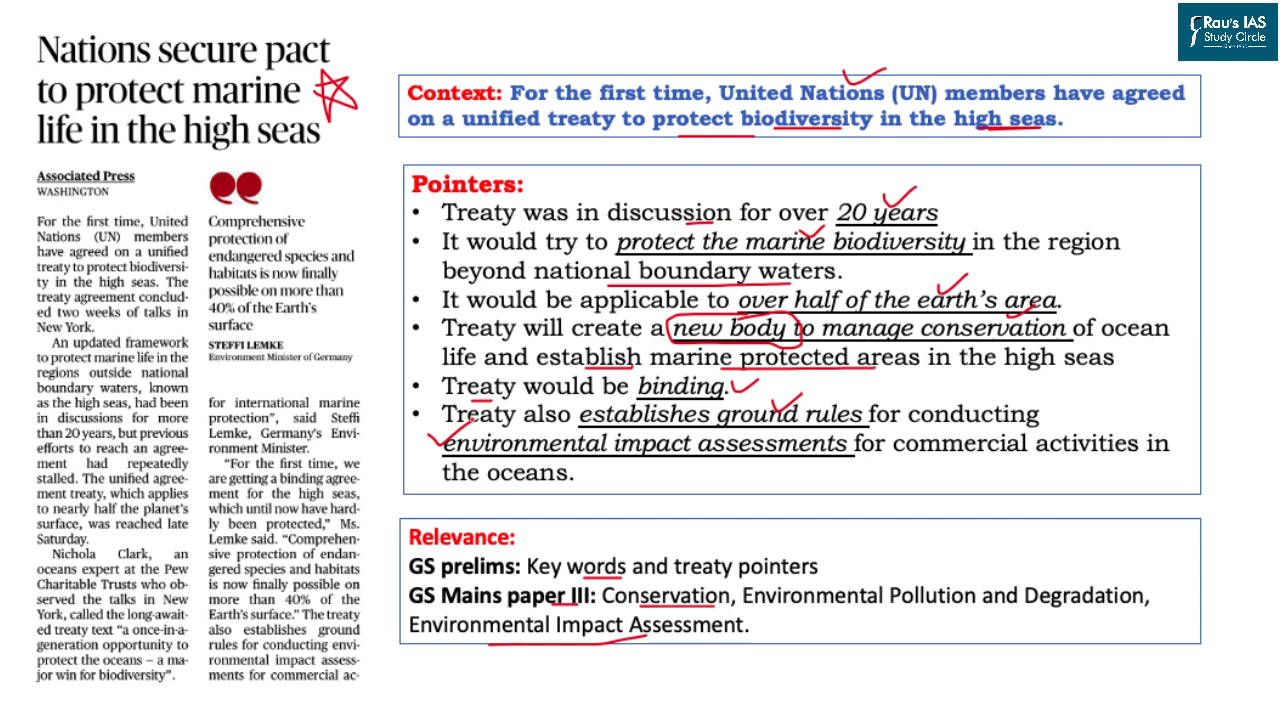 Rau's IAS
Study Circle
Nations secure pact
to protect marine
life in the high seas
Associated Press
WASHINGTON
For the first time, United
Nations (UN) members
have agreed on a unified
treaty to protect biodiversi-
ty in the high seas. The
treaty agreement conclud-
ed two weeks of talks in
New York.
An updated framework
to protect marine life in the
regions outside national
boundary waters, known
as the high seas, had been
in discussions for more
than 20 years, but previous
efforts to reach an agree-
ment had repeatedly
stalled. The unified agree-
ment treaty, which applies
to nearly half the planet's
surface, was reached late
Saturday.
Nichola Clark, an
oceans expert at the Pew
Charitable Trusts who ob-
served the talks in New
York, called the long-await-
ed treaty text “a once-in-a-
generation opportunity to
protect the oceans – a ma-
jor win for biodiversity”.
Comprehensive
protection of
endangered species and
habitats is now finally
possible on more than
40% of the Earth's
surface
STEFFI LEMKE
Environment Minister of Germany
for international marine
protection”, said Steffi
Lemke, Germany's Envi-
ronment Minister.
“For the first time, we
are getting a binding agree-
ment for the high seas,
which until now have hard-
ly been protected,” Ms.
Lemke said. “Comprehen-
sive protection of endan-
gered species and habitats
is now finally possible on
more than 40% of the
Earth's surface.” The treaty
also establishes ground
rules for conducting envi-
ronmental impact assess-
ments for commercial ac-
Context: For the first time, United Nations (UN) members have agreed
on a unified treaty to protect biodiversity in the high seas.
Pointers:
• Treaty was in discussion for over 20 years
• It would try to protect the marine biodiversity in the region
beyond national boundary waters.
• It would be applicable to over half of the earth's area.
• Treaty will create a new body to manage conservation of ocean
life and establish marine protected areas in the high seas
• Treaty would be binding.
• Treaty also establishes ground rules for conducting
environmental impact assessments for commercial activities in
the oceans.
Relevance:
GS prelims: Key words and treaty pointers
GS Mains paper III: Conservation, Environmental Pollution and Degradation,
Environmental Impact Assessment.